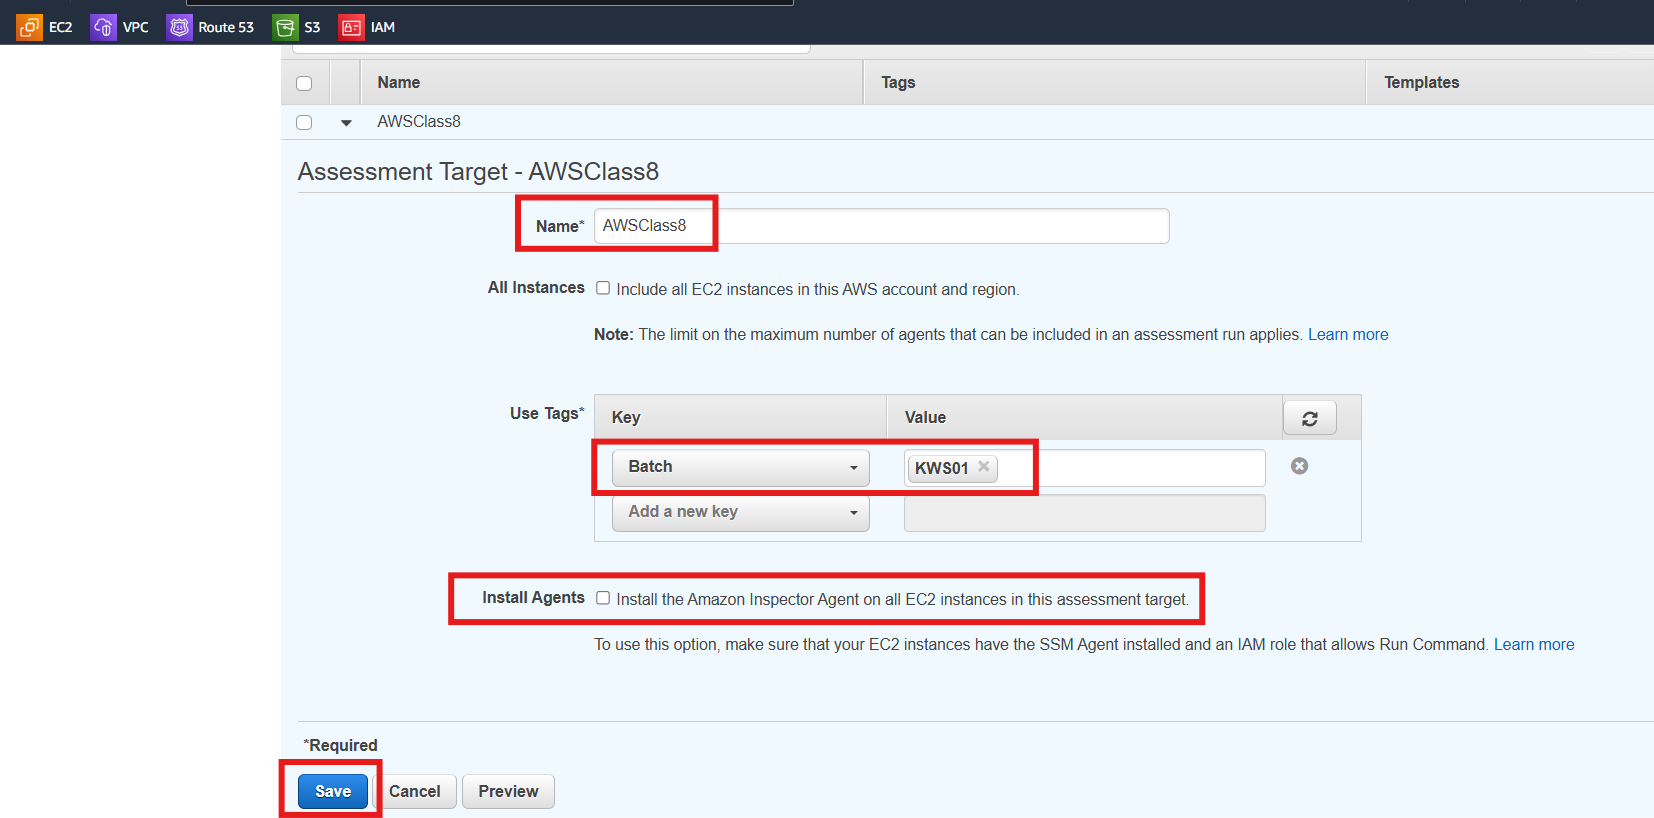 EC2 VPC Route 53 S3 IAM
Name Tags Templates
AWSClass8
Assessment Target - AWSClass8
Name* AWSClass8
All Instances Include all EC2 instances in this AWS account and region.
Note: The limit on the maximum number of agents that can be included in an assessment run applies. Learn more
Use Tags* Key Value
Batch KWS01
Add a new key
Install Agents Install the Amazon Inspector Agent on all EC2 instances in this assessment target.
To use this option, make sure that your EC2 instances have the SSM Agent installed and an IAM role that allows Run Command. Learn more
*Required
Save Cancel Preview